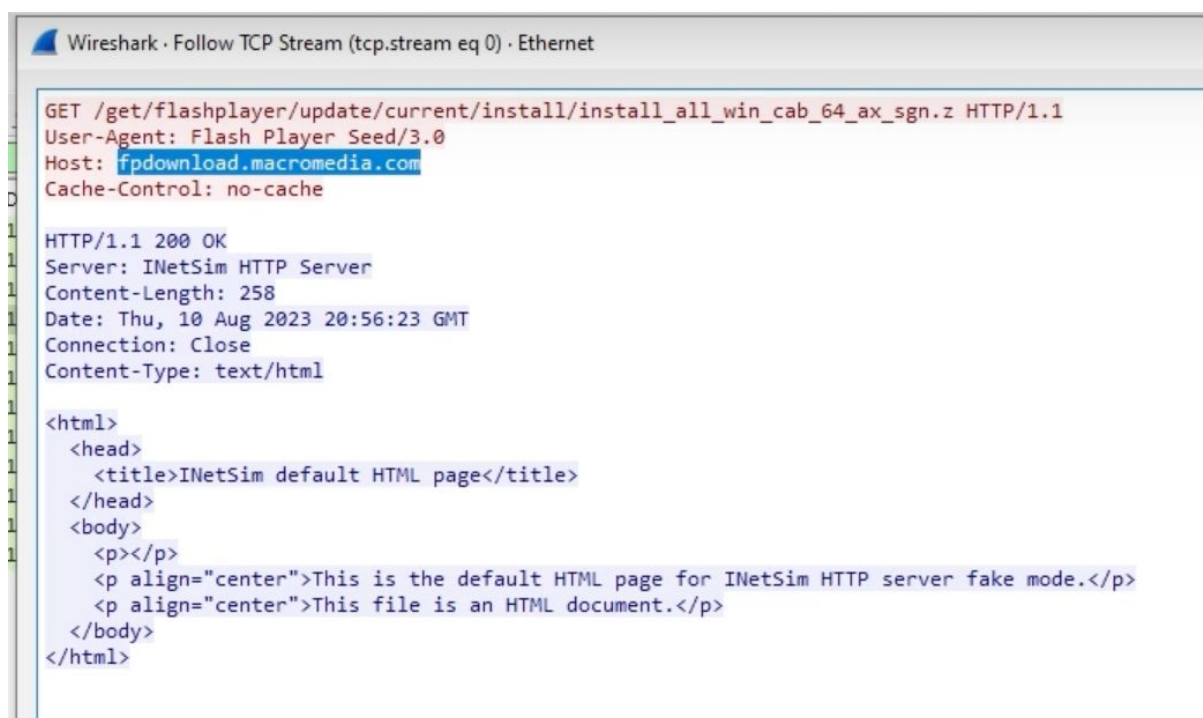 Wireshark · Follow TCP Stream (tcp.stream eq 0) · Ethernet
GET /get/flashplayer/update/current/install/install_all_win_cab_64_ax_sgn.z HTTP/1.1
User-Agent: Flash Player Seed/3.0
Host: fpdownload.macromedia.com
Cache-Control: no-cache
HTTP/1.1 200 OK
Server: INetSim HTTP Server
Content-Length: 258
Date: Thu, 10 Aug 2023 20:56:23 GMT
Connection: Close
Content-Type: text/html
<html>
  <head>
    <title>INetSim default HTML page</title>
  </head>
  <body>
    <p></p>
    <p align="center">This is the default HTML page for INetSim HTTP server fake mode.</p>
    <p align="center">This file is an HTML document.</p>
  </body>
</html>